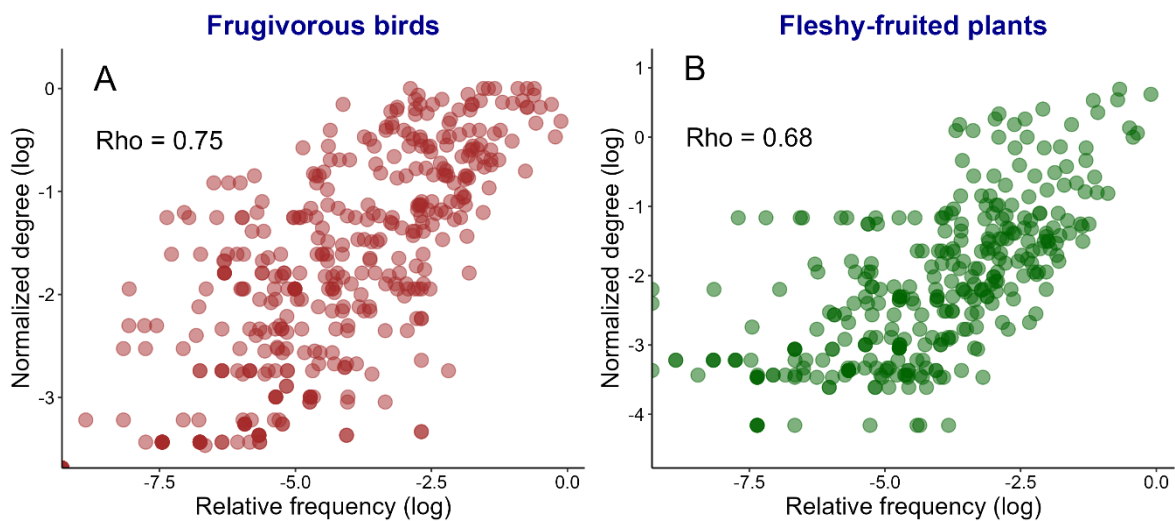 Frugivorous birds
A
Rho = 0.75
Normalized degree (log)
0
-1
-2
-3
-7.5
-5.0
-2.5
0.0
Relative frequency (log)
Fleshy-fruited plants
B
Rho = 0.68
Normalized degree (log)
1
0
-1
-2
-3
-4
-7.5
-5.0
-2.5
0.0
Relative frequency (log)